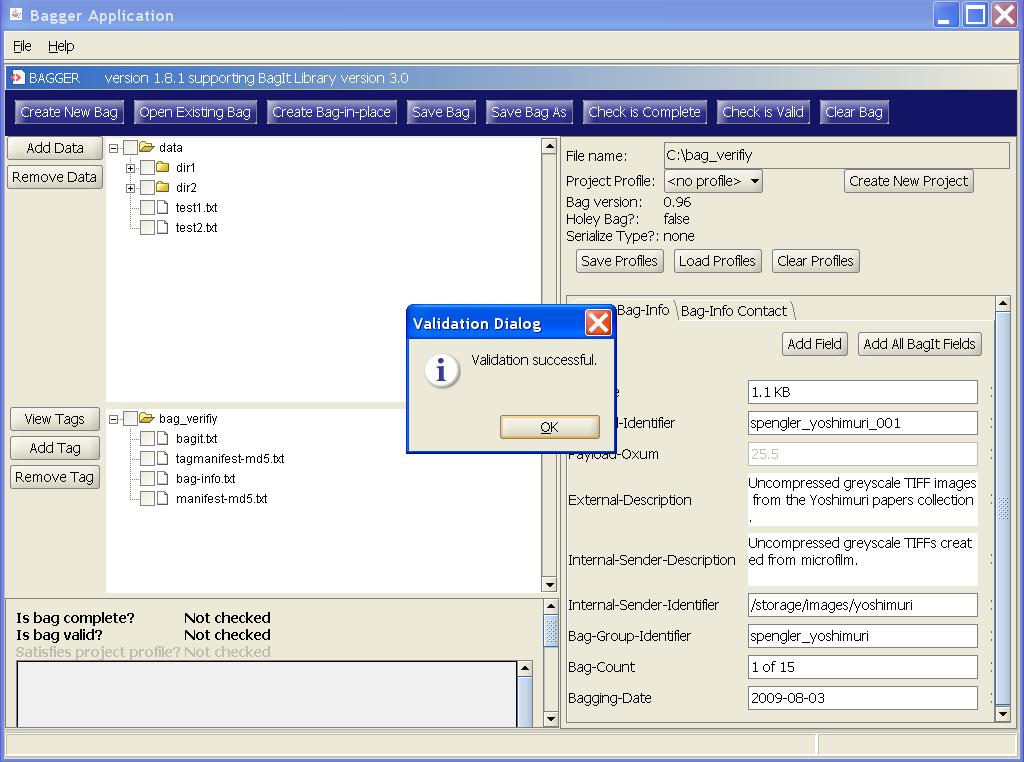 Bagger Application
File Help
BAGGER version 1.8.1 supporting BagIt Library version 3.0
Create New Bag Open Existing Bag Create Bag-in-place Save Bag Save Bag As Check is Complete Check is Valid Clear Bag
Add Data
Remove Data
data
dir1
dir2
test1.txt
test2.txt
File name: C:\bag_verifiy
Project Profile: <no profile> Create New Project
Bag version: 0.96
Holey Bag?: false
Serialize Type?: none
Save Profiles Load Profiles Clear Profiles
Validation Dialog
Validation successful.
OK
View Tags
Add Tag
Remove Tag
bag_verifiy
bagit.txt
tagmanifest-md5.txt
bag-info.txt
manifest-md5.txt
Bag-Info Bag-Info Contact
Add Field Add All BagIt Fields
1.1 KB
-Identifier spengler_yoshimuri_001
Payload-Oxum 25.5
External-Description Uncompressed greyscale TIFF images
from the Yoshimuri papers collection
.
Internal-Sender-Description Uncompressed greyscale TIFFs creat
ed from microfilm.
Internal-Sender-Identifier /storage/images/yoshimuri
Bag-Group-Identifier spengler_yoshimuri
Bag-Count 1 of 15
Bagging-Date 2009-08-03
Is bag complete? Not checked
Is bag valid? Not checked
Satisfies project profile? Not checked